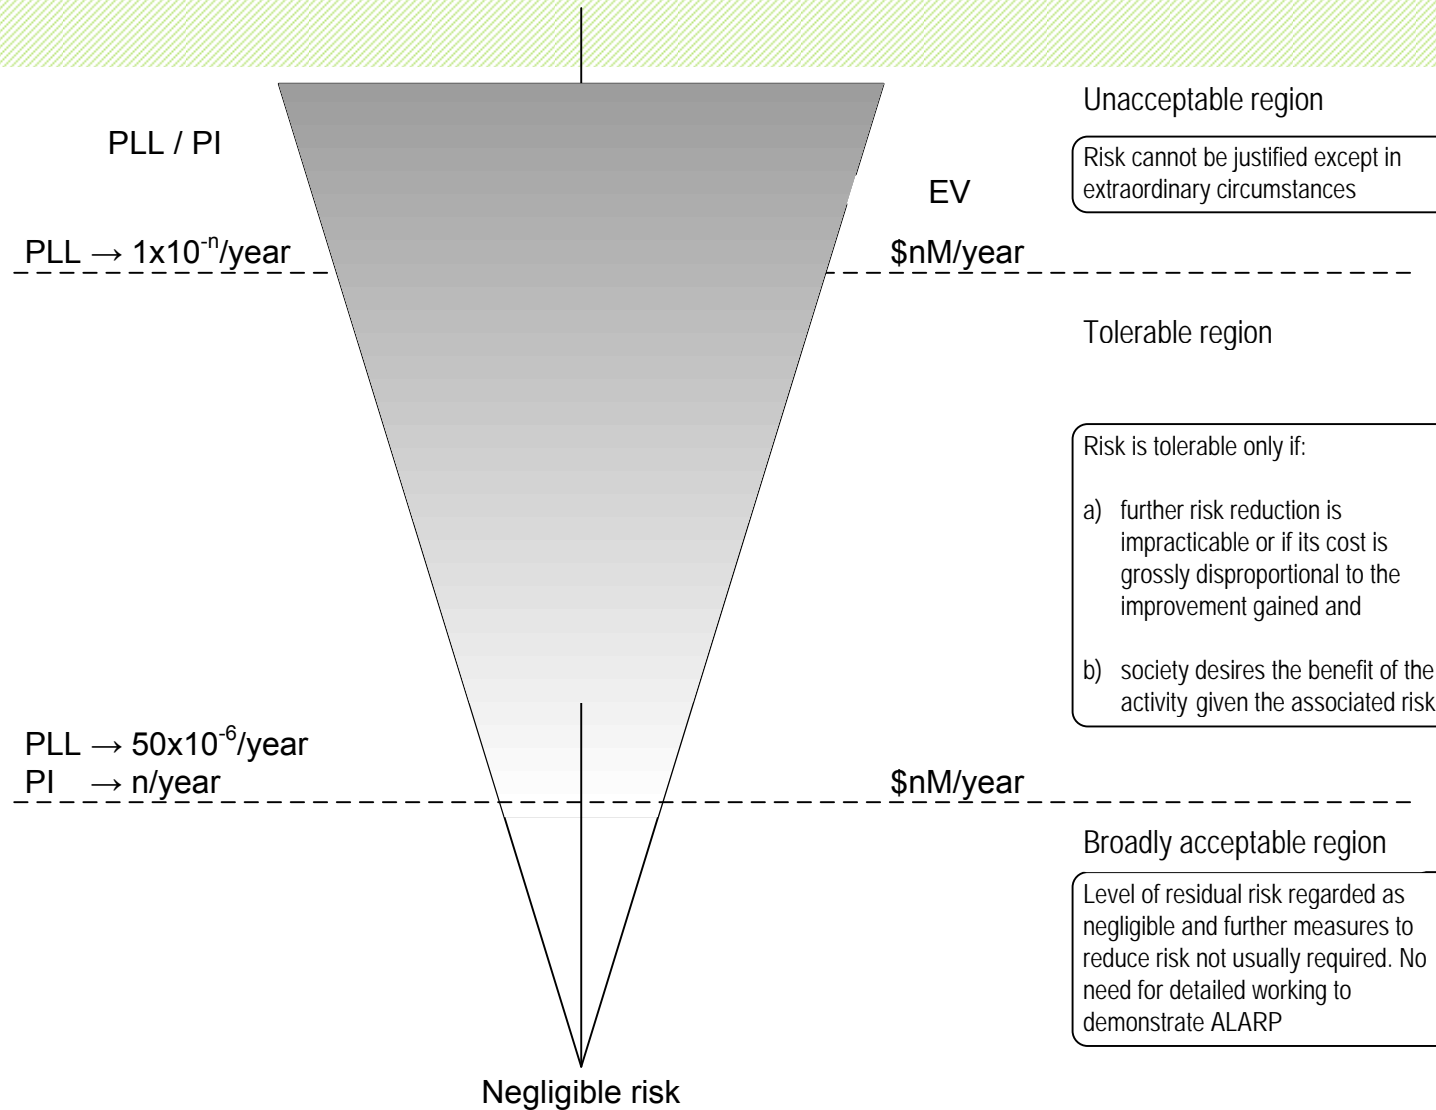 Unacceptable region
PLL / PI
Risk cannot be justified except in
extraordinary circumstances
EV
PLL → 1x10⁻ⁿ/year
$nM/year
Tolerable region
Risk is tolerable only if:
a) further risk reduction is
impracticable or if its cost is
grossly disproportional to the
improvement gained and
b) society desires the benefit of the
activity given the associated risk
PLL → 50x10⁻⁶/year
PI → n/year
$nM/year
Broadly acceptable region
Level of residual risk regarded as
negligible and further measures to
reduce risk not usually required. No
need for detailed working to
demonstrate ALARP
Negligible risk